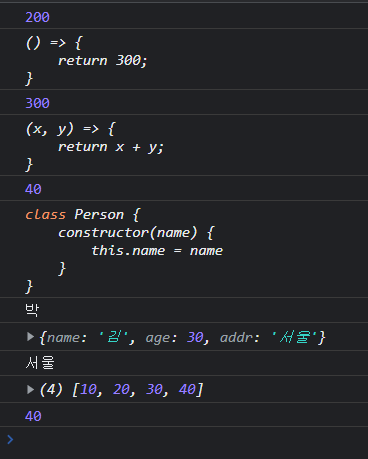 200
() => {
    return 300;
}
300
(x, y) => {
    return x + y;
}
40
class Person {
    constructor(name) {
        this.name = name
    }
}
박
▶ {name: '김', age: 30, addr: '서울'}
서울
▶ (4) [10, 20, 30, 40]
40
>